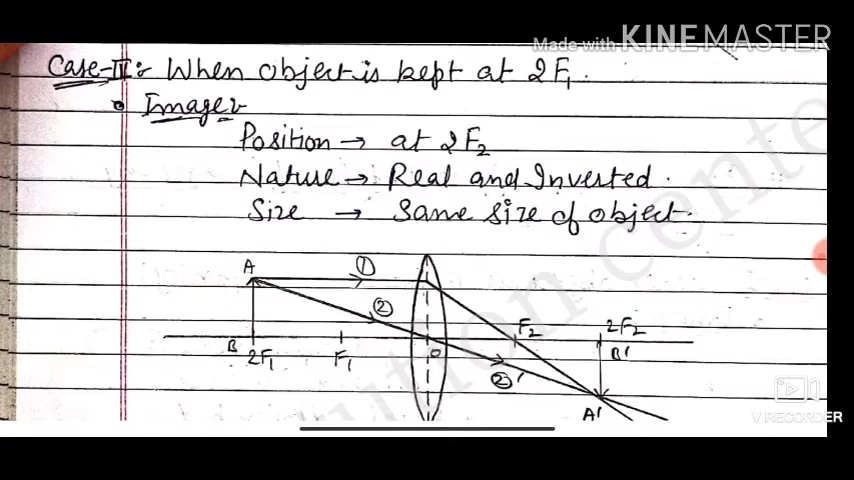 Made with KINEMASTER
Case-III:- When object is kept at 2F₁.
Image:-
Position → at 2F₂
Nature → Real and Inverted.
Size → Same size of object.
A ①
②
F₂ 2F₂
B 2F₁ F₁ O B'
②'
A'
V RECORDER